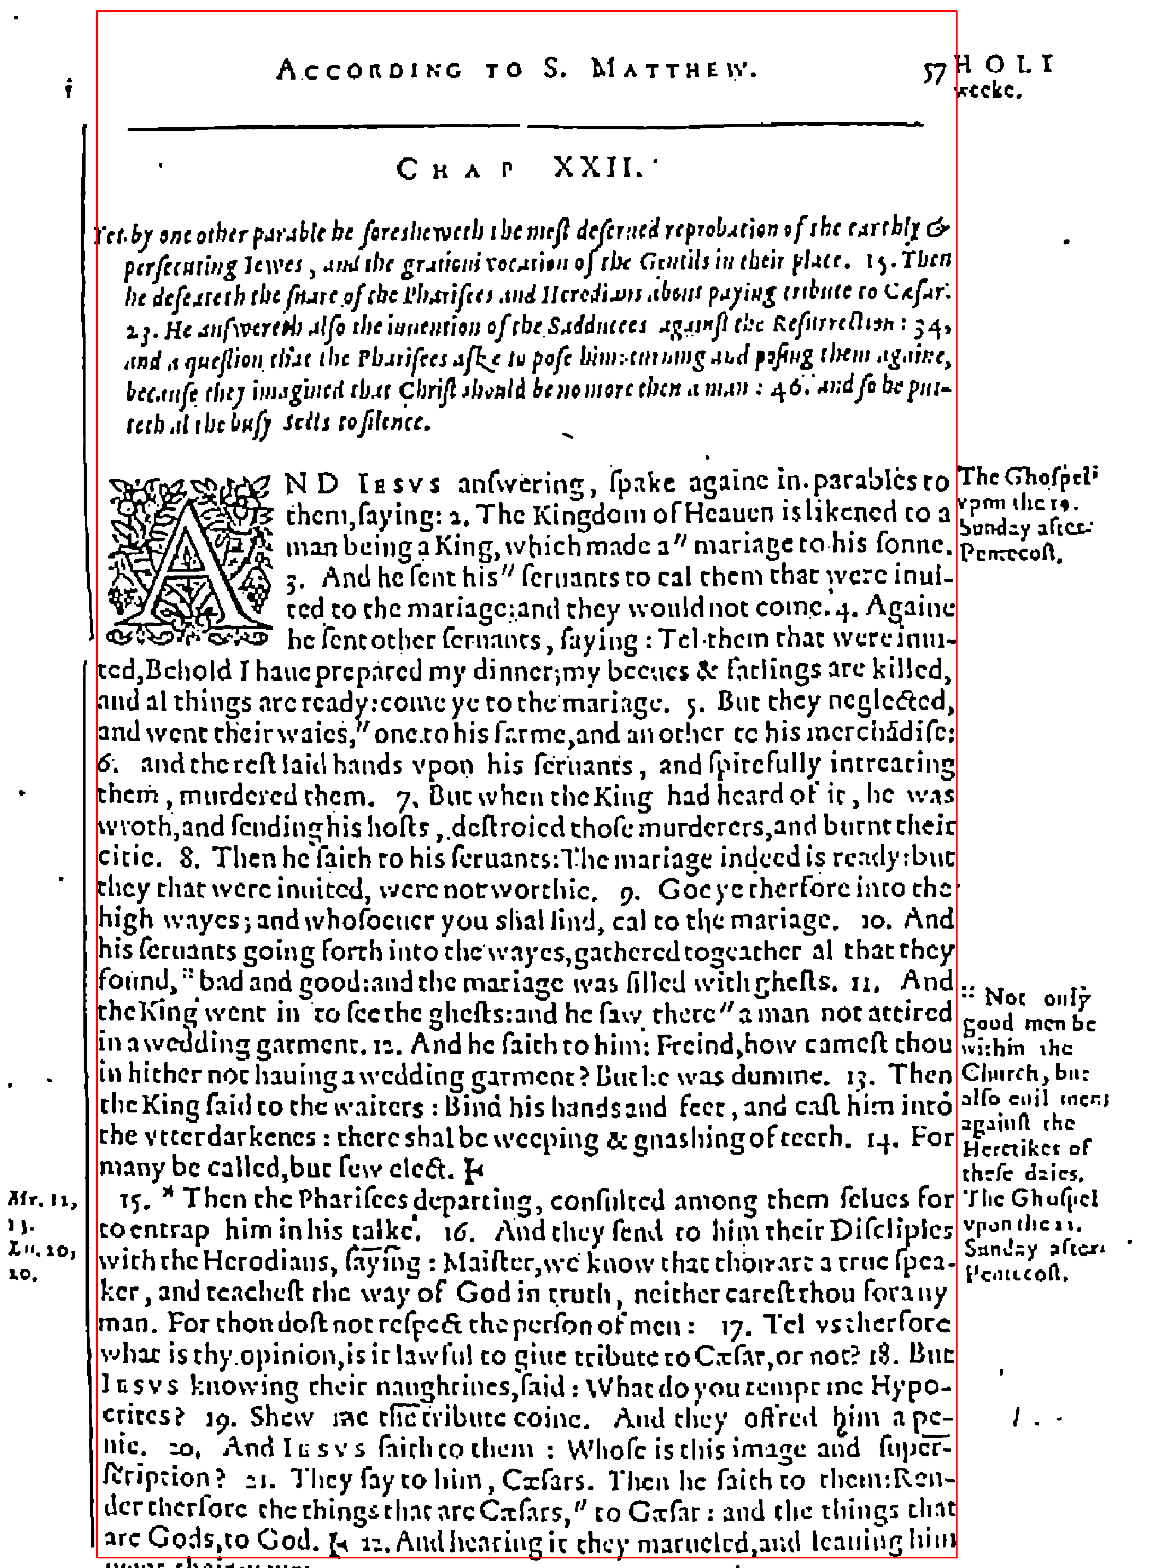 ACCORDING TO S. MATTHEW. 57
HOLI
weeke.
CHAP XXII.
Yet by one other parable he foresheweth the most deserued reprobation of the earthly &
persecuting Iewes, and the gratious vocation of the Gentils in their place. 15. Then
he defeateth the snare of the Pharisees and Herodians about paying tribute to Cæsar.
23. He answereth also the inuention of the Sadducees against the Resurrection: 34,
and a question that the Pharisees aske to pose him: turning and posing them againe,
because they imagined that Christ should be no more then a man: 46. and so he put-
teth al the busy sects to silence.
AND IESVS anſwering, ſpake againe in parables to
them, ſaying: 2. The Kingdom of Heauen is likened to a
man being a King, which made a" mariage to his ſonne.
3. And he ſent his" ſeruants to cal them that were inui-
ted to the mariage: and they would not come. 4. Againe
he ſent other ſeruants, ſaying: Tel them that were inui-
ted, Behold I haue prepared my dinner; my beeues & fatlings are killed,
and al things are ready: come ye to the mariage. 5. But they neglected,
and went their waies," one to his farme, and an other to his merchādiſe:
6. and the reſt laid hands vpon his ſeruants, and ſpitefully intreating
them, murdered them. 7. But when the King had heard of it, he was
wroth, and ſending his hoſts, deſtroied thoſe murderers, and burnt their
citie. 8. Then he ſaith to his ſeruants: The mariage indeed is ready: but
they that were inuited, were not worthie. 9. Goe ye therfore into the
high wayes; and whoſoeuer you shal find, cal to the mariage. 10. And
his ſeruants going forth into the wayes, gathered togeather al that they
found, :: bad and good: and the mariage was filled with gheſts. 11. And
the King went in to ſee the gheſts: and he ſaw there" a man not attired
in a wedding garment. 12. And he ſaith to him: Freind, how cameſt thou
in hither not hauing a wedding garment? But he was dumme. 13. Then
the King ſaid to the waiters: Bind his hands and feet, and caſt him into
the vtter darkenes: there shal be weeping & gnashing of teeth. 14. For
many be called, but few elect.
15. * Then the Phariſees departing, conſulted among them ſelues for
to entrap him in his talke. 16. And they ſend to him their Diſciples
with the Herodians, ſaying: Maiſter, we know that thou art a true ſpea-
ker, and teacheſt the way of God in truth, neither careſt thou for any
man. For thou doſt not reſpect the perſon of men: 17. Tel vs therfore
what is thy opinion, is it lawful to giue tribute to Cæſar, or not? 18. But
IESVS knowing their naughtines, ſaid: What do you tempt me Hypo-
crites? 19. Shew me the tribute coine. And they offred him a pe-
nie. 20. And IESVS ſaith to them: Whoſe is this image and ſuper-
ſcription? 21. They ſay to him, Cæſars. Then he ſaith to them: Ren-
der therfore the things that are Cæſars," to Cæſar: and the things that
are Gods, to God. 22. And hearing it they marueled, and leauing him
The Ghoſpel
vpon the 19.
Sunday after
Pentecoſt.
:: Not only
good men be
within the
Church, but
alſo euil men;
againſt the
Heretikes of
theſe daies.
The Ghoſpel
vpon the 22.
Sunday after
Pentecoſt.
Mr. 12,
13.
Lu. 20,
20.